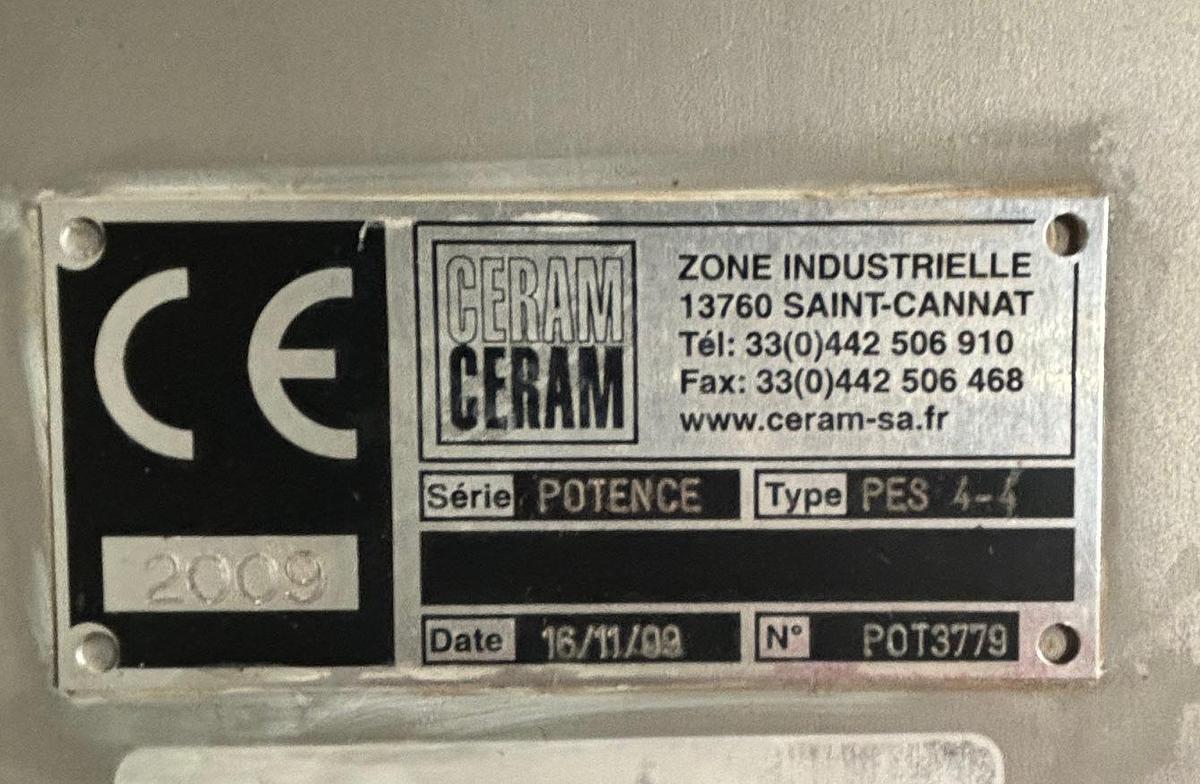 CE
2009
CERAM
CERAM
ZONE INDUSTRIELLE
13760 SAINT-CANNAT
Tél: 33(0)442 506 910
Fax: 33(0)442 506 468
www.ceram-sa.fr
Série POTENCE Type PES 4-4
Date 16/11/09 N° POT3779